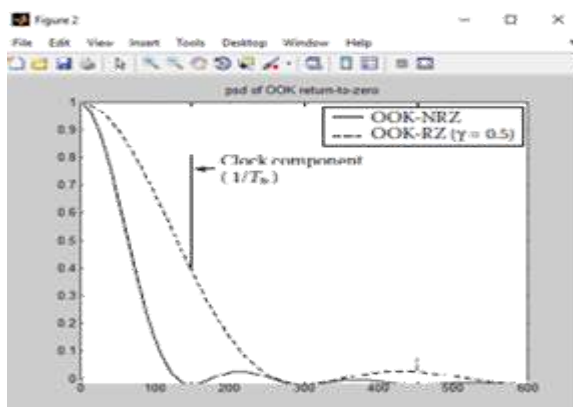 Figure 2
File Edit View Insert Tools Desktop Window Help
psd of OOK return-to-zero
OOK-NRZ
OOK-RZ (γ = 0.5)
Clock component
(1/Tb)
1
0.9
0.8
0.7
0.6
0.5
0.4
0.3
0.2
0.1
0
0 100 200 300 400 500 600